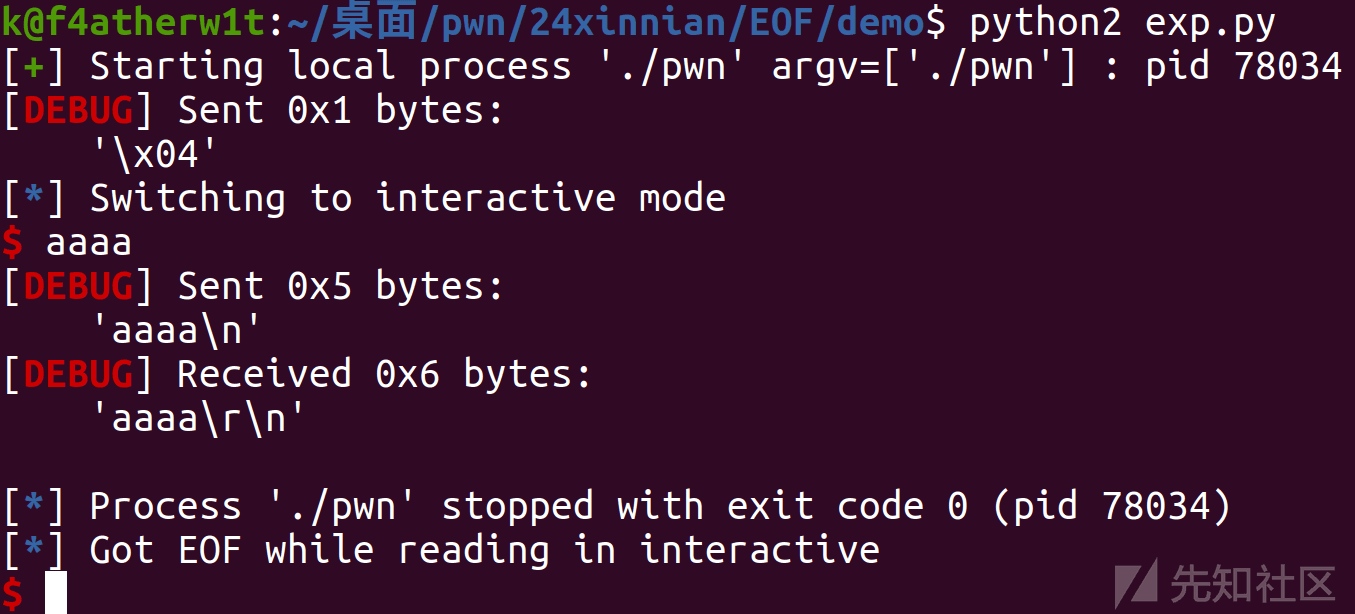 k@f4atherw1t:~/桌面/pwn/24xinnian/EOF/demo$ python2 exp.py
[+] Starting local process './pwn' argv=['./pwn'] : pid 78034
[DEBUG] Sent 0x1 bytes:
    '\x04'
[*] Switching to interactive mode
$ aaaa
[DEBUG] Sent 0x5 bytes:
    'aaaa\n'
[DEBUG] Received 0x6 bytes:
    'aaaa\r\n'
[*] Process './pwn' stopped with exit code 0 (pid 78034)
[*] Got EOF while reading in interactive
$
先知社区